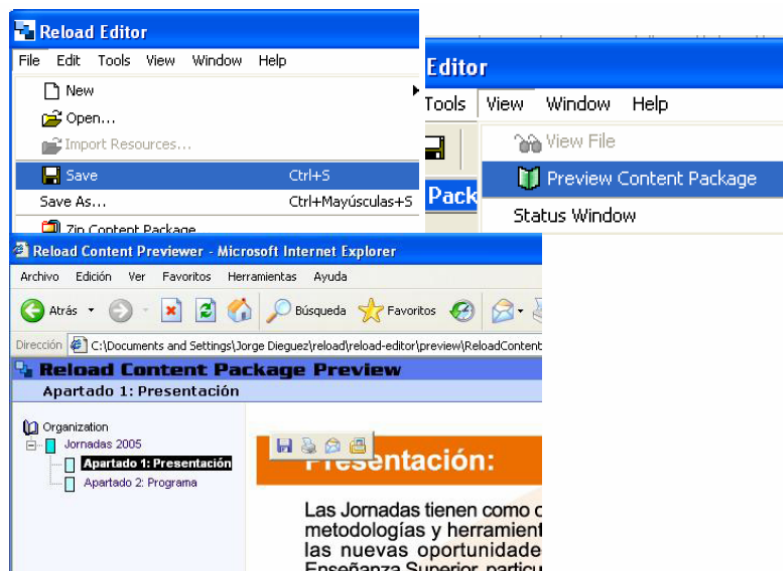 Reload Editor
File Edit Tools View Window Help
New
Open...
Import Resources...
Save Ctrl+S
Save As... Ctrl+Mayúsculas+S
Zip Content Package
Editor
Tools View Window Help
View File
Pack
Preview Content Package
Status Window
Reload Content Previewer - Microsoft Internet Explorer
Archivo Edición Ver Favoritos Herramientas Ayuda
Atrás Búsqueda Favoritos
Dirección C:\Documents and Settings\Jorge Dieguez\reload\reload-editor\preview\ReloadContent
Reload Content Package Preview
Apartado 1: Presentación
Organization
Jornadas 2005
Apartado 1: Presentación
Apartado 2: Programa
Presentación:
Las Jornadas tienen como
metodologías y herramient
las nuevas oportunidade
Enseñanza Superior, particu